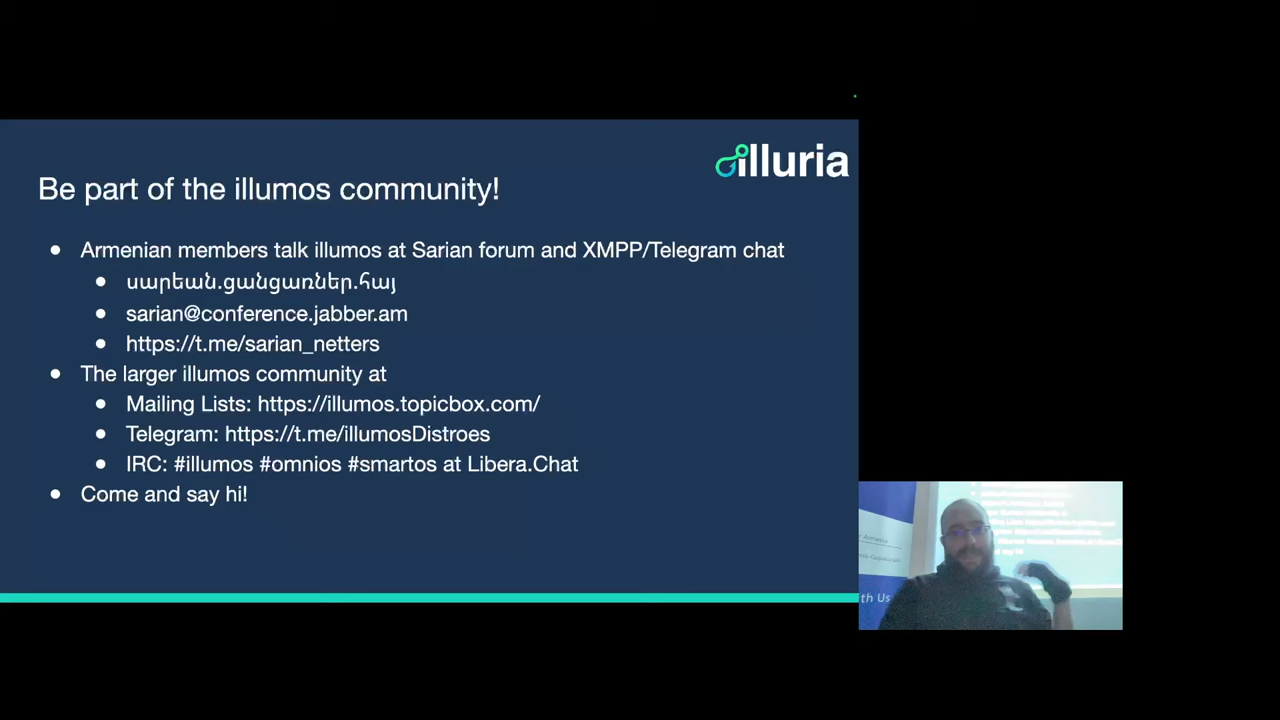 illuria
Be part of the illumos community!
Armenian members talk illumos at Sarian forum and XMPP/Telegram chat
սարեան.ցանցառներ.հայ
sarian@conference.jabber.am
https://t.me/sarian_netters
The larger illumos community at
Mailing Lists: https://illumos.topicbox.com/
Telegram: https://t.me/illumosDistroes
IRC: #illumos #omnios #smartos at Libera.Chat
Come and say hi!
ith Us